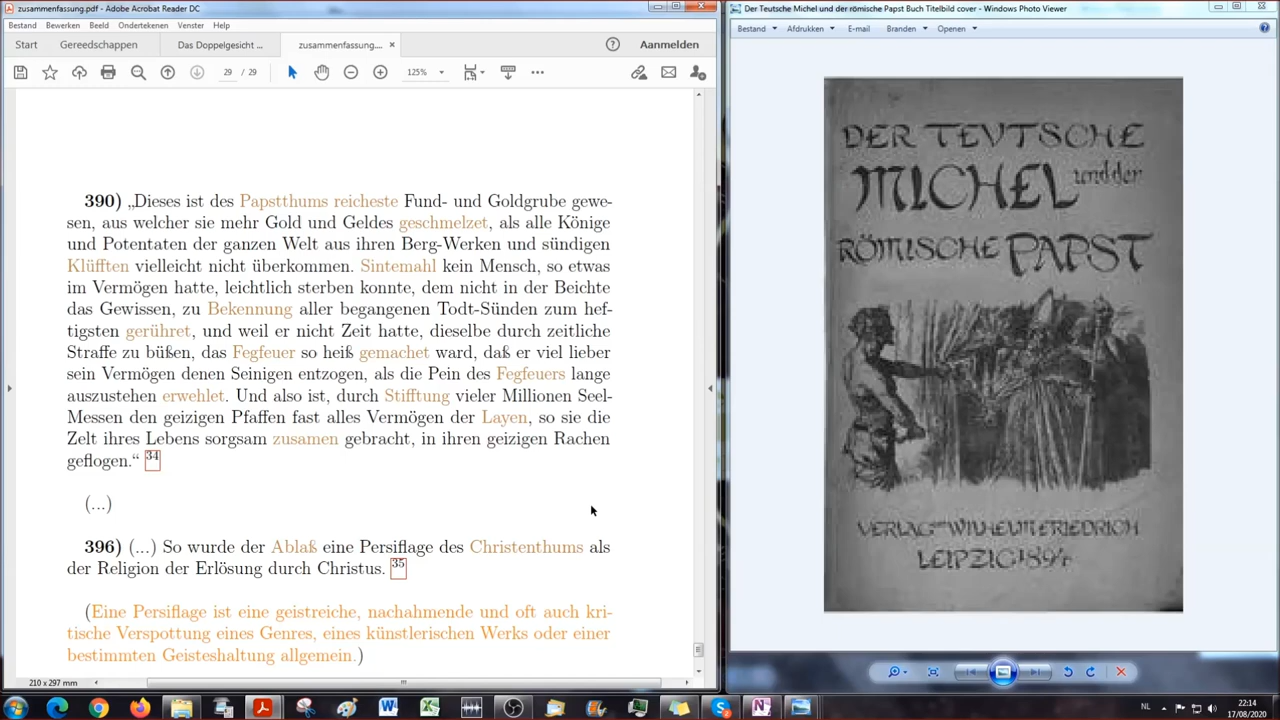 zusammenfassung.pdf - Adobe Acrobat Reader DC
Bestand Bewerken Beeld Ondertekenen Venster Help
Start Gereedschappen Das Doppelgesicht ... zusammenfassung.... × Anmelden
29 / 29 125%
390) „Dieses ist des Papstthums reicheste Fund- und Goldgrube gewe-
sen, aus welcher sie mehr Gold und Geldes geschmelzet, als alle Könige
und Potentaten der ganzen Welt aus ihren Berg-Werken und sündigen
Klüfften vielleicht nicht überkommen. Sintemahl kein Mensch, so etwas
im Vermögen hatte, leichtlich sterben konnte, dem nicht in der Beichte
das Gewissen, zu Bekennung aller begangenen Todt-Sünden zum hef-
tigsten gerühret, und weil er nicht Zeit hatte, dieselbe durch zeitliche
Straffe zu büßen, das Fegfeuer so heiß gemachet ward, daß er viel lieber
sein Vermögen denen Seinigen entzogen, als die Pein des Fegfeuers lange
auszustehen erwehlet. Und also ist, durch Stifftung vieler Millionen Seel-
Messen den geizigen Pfaffen fast alles Vermögen der Layen, so sie die
Zelt ihres Lebens sorgsam zusamen gebracht, in ihren geizigen Rachen
geflogen.“ 34
(...)
396) (...) So wurde der Ablaß eine Persiflage des Christenthums als
der Religion der Erlösung durch Christus. 35
(Eine Persiflage ist eine geistreiche, nachahmende und oft auch kri-
tische Verspottung eines Genres, eines künstlerischen Werks oder einer
bestimmten Geisteshaltung allgemein.)
210 x 297 mm
Der Teutsche Michel und der römische Papst Buch Titelbild cover - Windows Photo Viewer
Bestand Afdrukken E-mail Branden Openen
DER TEVTSCHE
MICHEL und der
RÖMISCHE PAPST
VERLAG VON WILHELM FRIEDRICH
LEIPZIG 1894
NL 22:14
17/08/2020